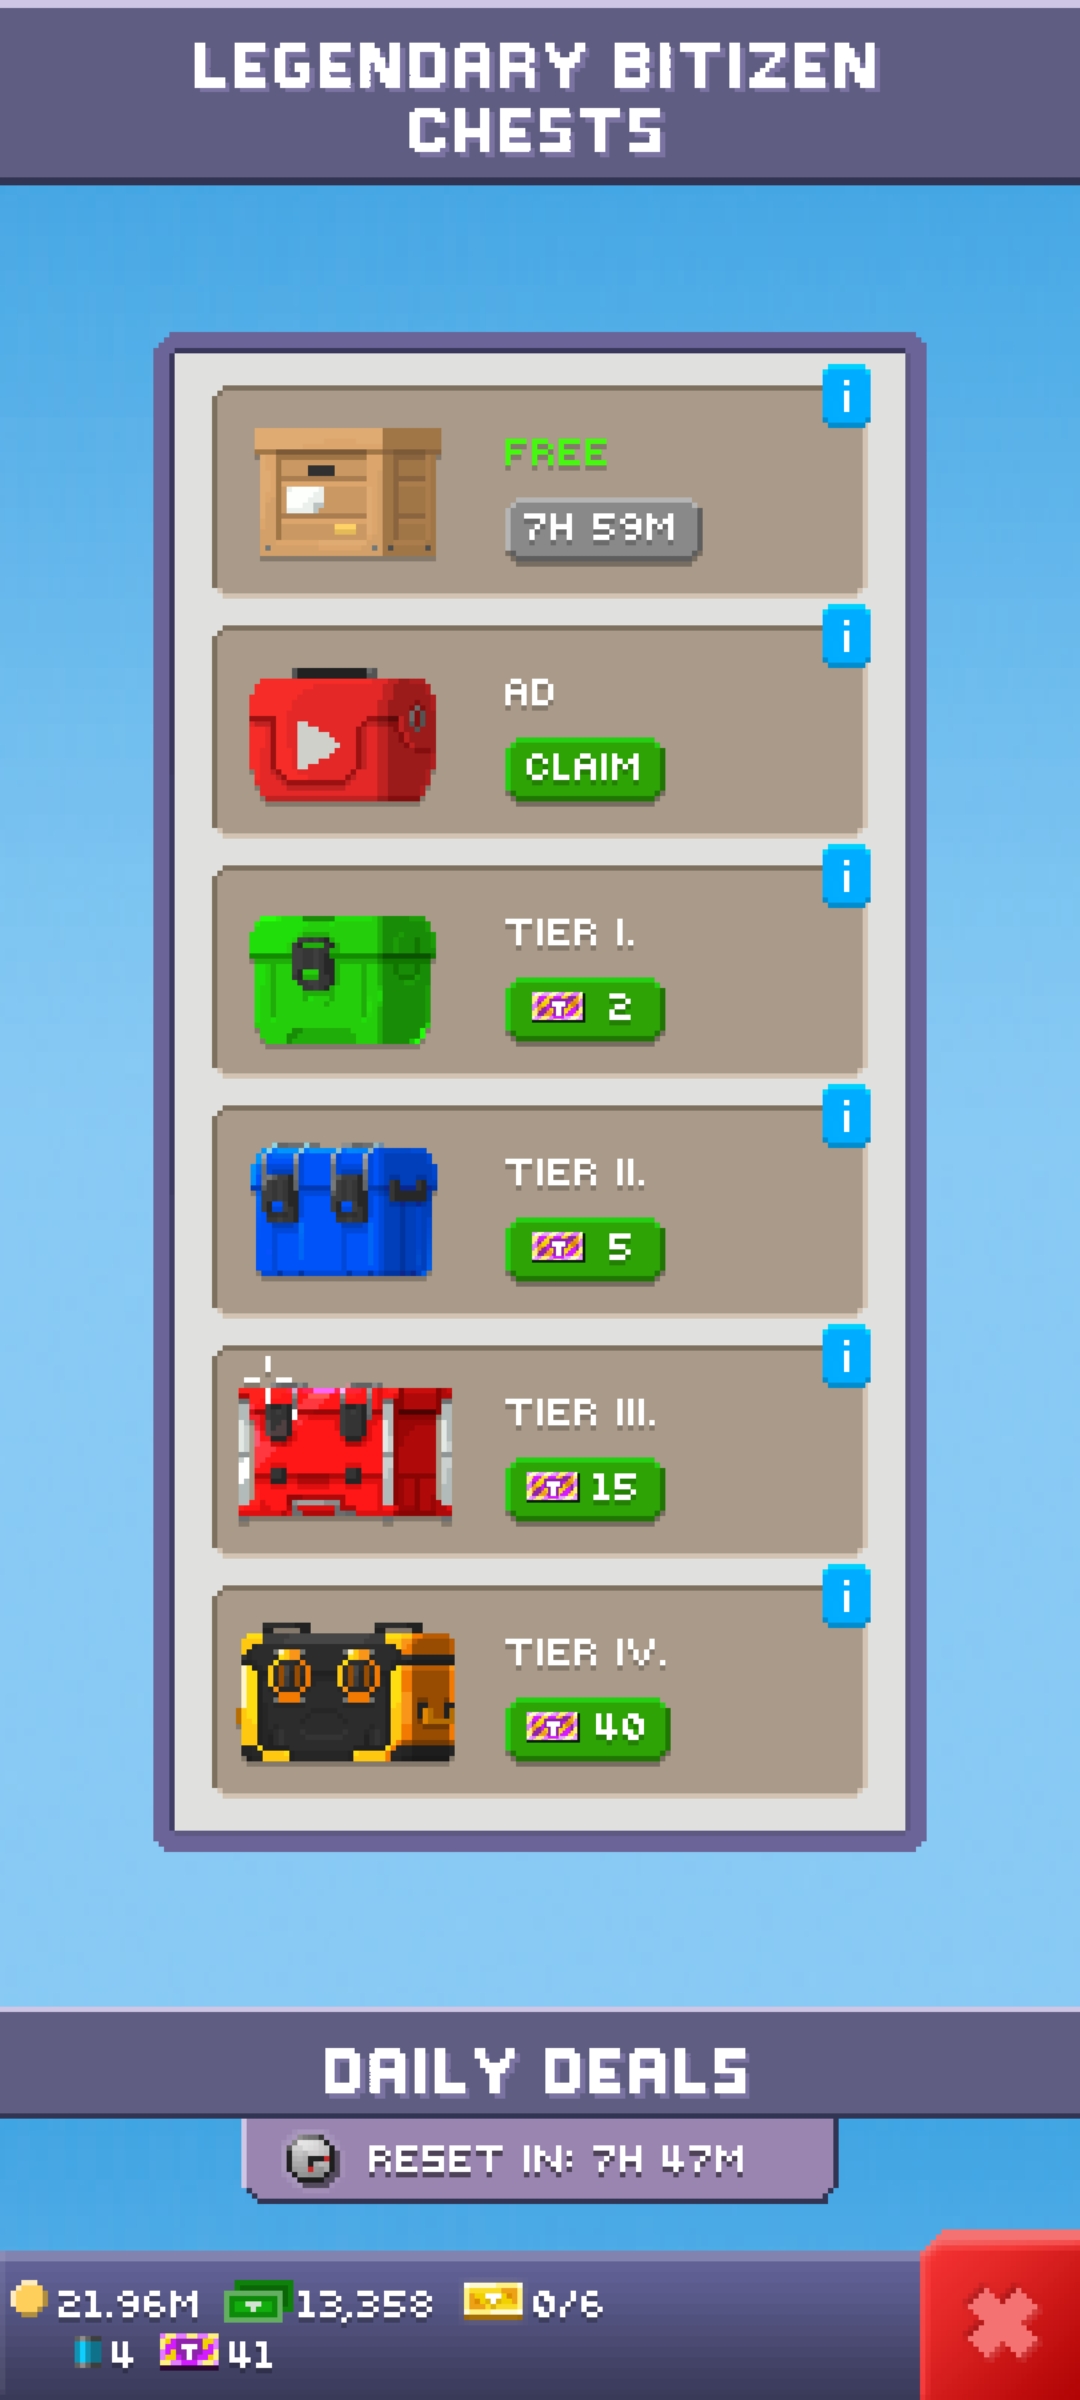 LEGENDARY BITIZEN
CHESTS
i
FREE
7H 59M
i
AD
CLAIM
i
TIER I.
T 2
i
TIER II.
T 5
i
TIER III.
T 15
i
TIER IV.
T 40
DAILY DEALS
RESET IN: 7H 47M
21.96M T 13,358 T 0/6
4 T 41